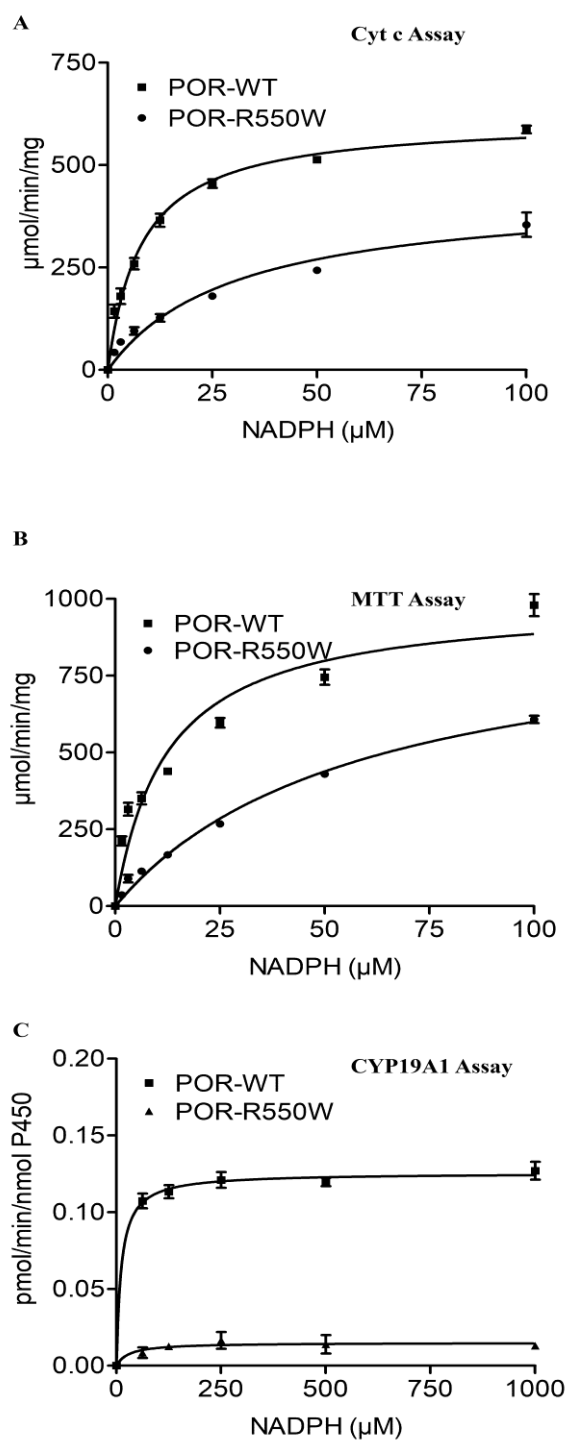 A
Cyt c Assay
750
POR-WT
POR-R550W
500
250
0
µmol/min/mg
0 25 50 75 100
NADPH (µM)
B
MTT Assay
1000
POR-WT
POR-R550W
750
500
250
0
µmol/min/mg
0 25 50 75 100
NADPH (µM)
C
CYP19A1 Assay
0.20
POR-WT
POR-R550W
0.15
0.10
0.05
0.00
pmol/min/nmol P450
0 250 500 750 1000
NADPH (µM)